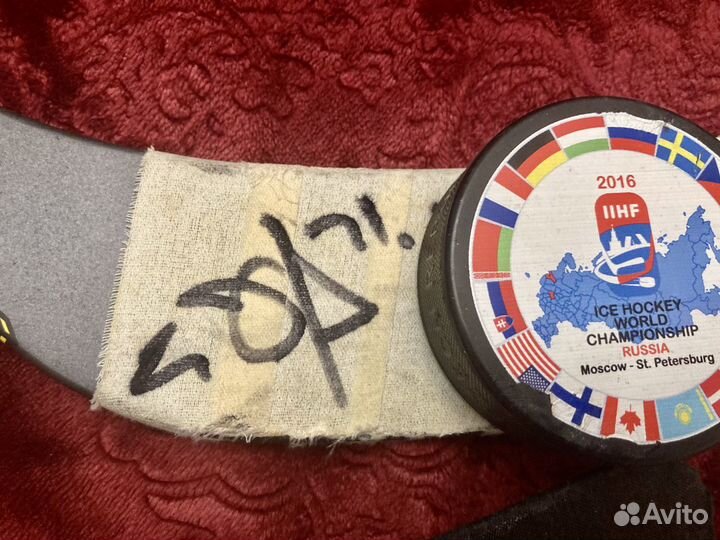 2016
IIHF
ICE HOCKEY
WORLD
CHAMPIONSHIP
RUSSIA
Moscow - St. Petersburg
Avito